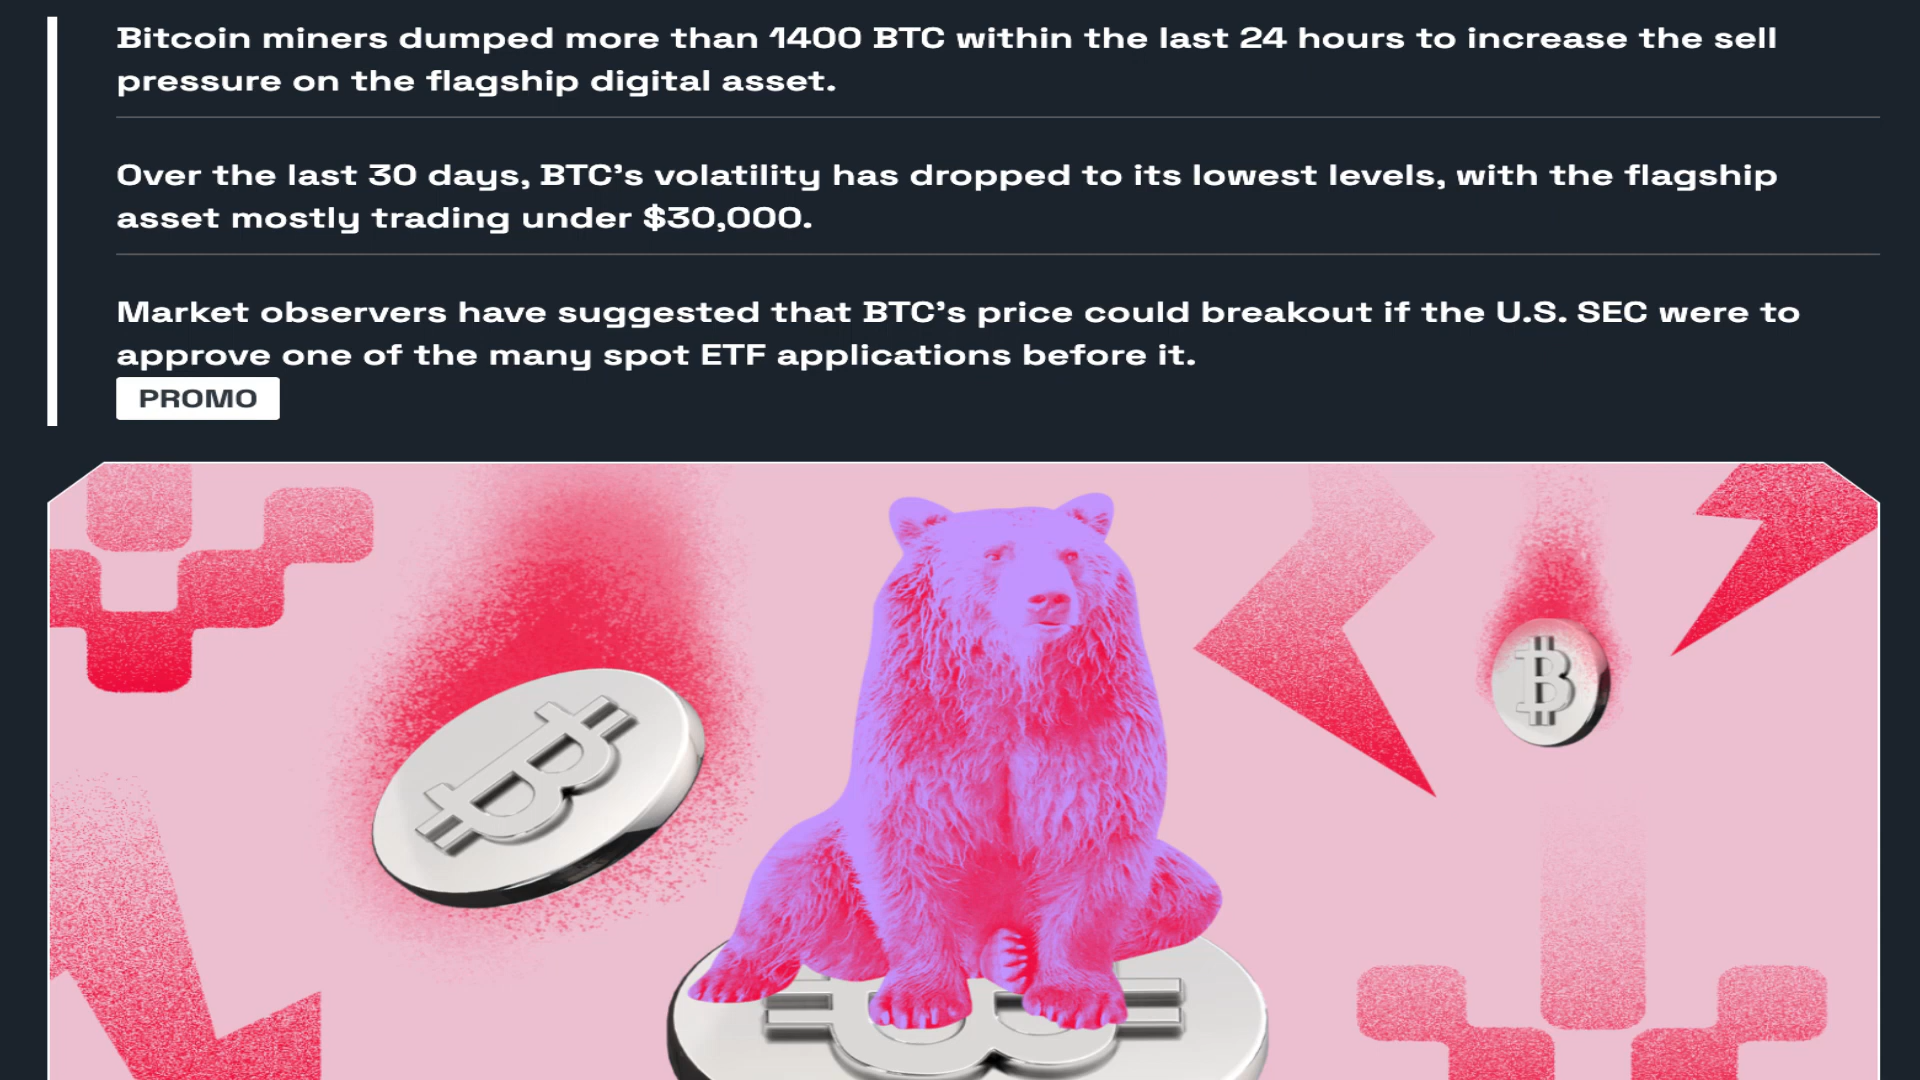 Bitcoin miners dumped more than 1400 BTC within the last 24 hours to increase the sell
pressure on the flagship digital asset.
Over the last 30 days, BTC’s volatility has dropped to its lowest levels, with the flagship
asset mostly trading under $30,000.
Market observers have suggested that BTC’s price could breakout if the U.S. SEC were to
approve one of the many spot ETF applications before it.
PROMO